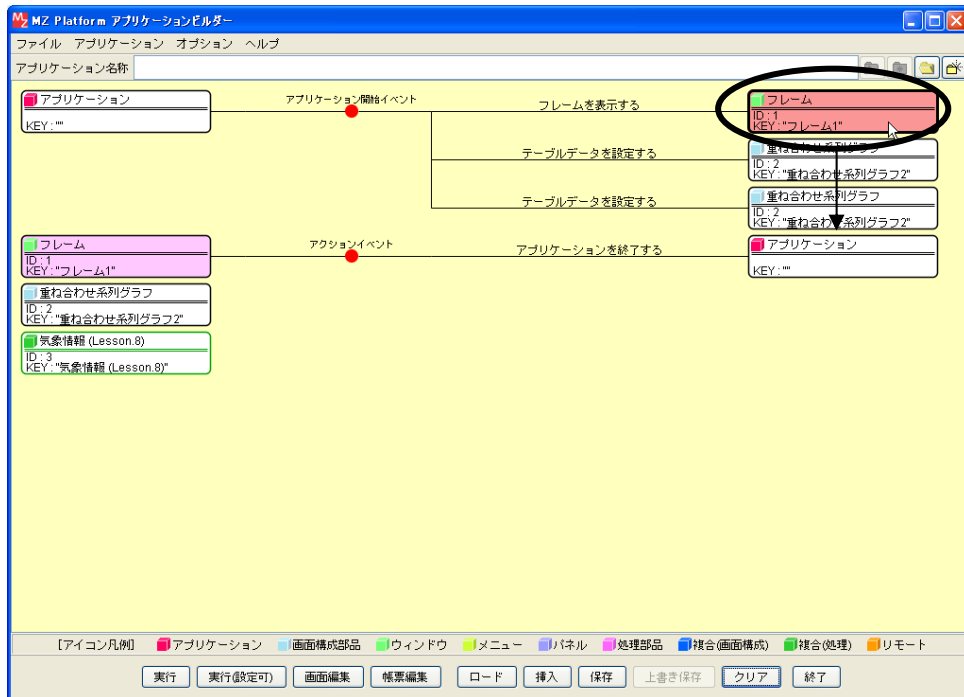 MZ Platform アプリケーションビルダー
ファイル アプリケーション オプション ヘルプ
アプリケーション名称
アプリケーション
KEY : ""
アプリケーション開始イベント
フレームを表示する
フレーム
ID : 1
KEY : "フレーム1"
テーブルデータを設定する
重ね合わせ系列グラフ
ID : 2
KEY : "重ね合わせ系列グラフ2"
テーブルデータを設定する
重ね合わせ系列グラフ
ID : 2
KEY : "重ね合わせ系列グラフ2"
フレーム
ID : 1
KEY : "フレーム1"
アクションイベント
アプリケーションを終了する
アプリケーション
KEY : ""
重ね合わせ系列グラフ
ID : 2
KEY : "重ね合わせ系列グラフ2"
気象情報 (Lesson.8)
ID : 3
KEY : "気象情報 (Lesson.8)"
[アイコン凡例] アプリケーション 画面構成部品 ウィンドウ メニュー パネル 処理部品 複合(画面構成) 複合(処理) リモート
実行 実行(設定可) 画面編集 帳票編集 ロード 挿入 保存 上書き保存 クリア 終了